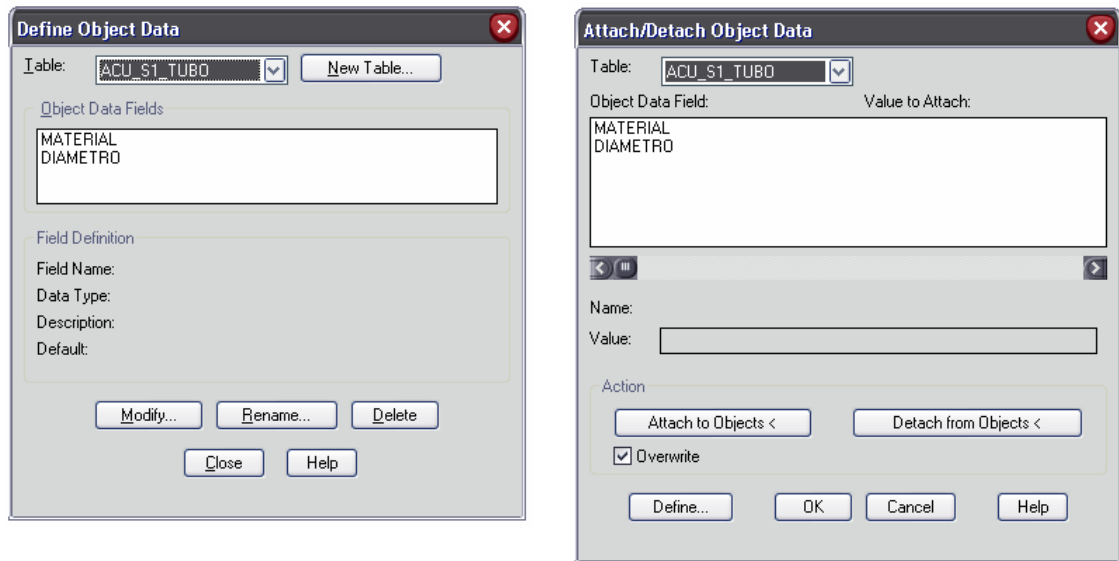 Define Object Data
Table: ACU_S1_TUBO New Table...
Object Data Fields
MATERIAL
DIAMETRO
Field Definition
Field Name:
Data Type:
Description:
Default:
Modify... Rename... Delete
Close Help
Attach/Detach Object Data
Table: ACU_S1_TUBO
Object Data Field: Value to Attach:
MATERIAL
DIAMETRO
Name:
Value:
Action
Attach to Objects < Detach from Objects <
Overwrite
Define... OK Cancel Help